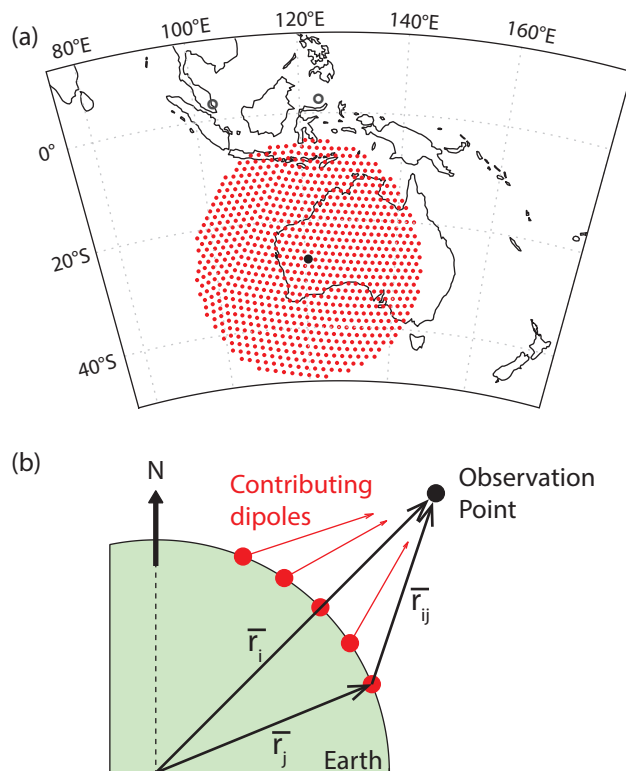 (a)
80°E
100°E
120°E
140°E
160°E
0°
20°S
40°S
(b)
N
Contributing
dipoles
Observation
Point
r̅ᵢ
r̅ᵢⱼ
r̅ⱼ
Earth